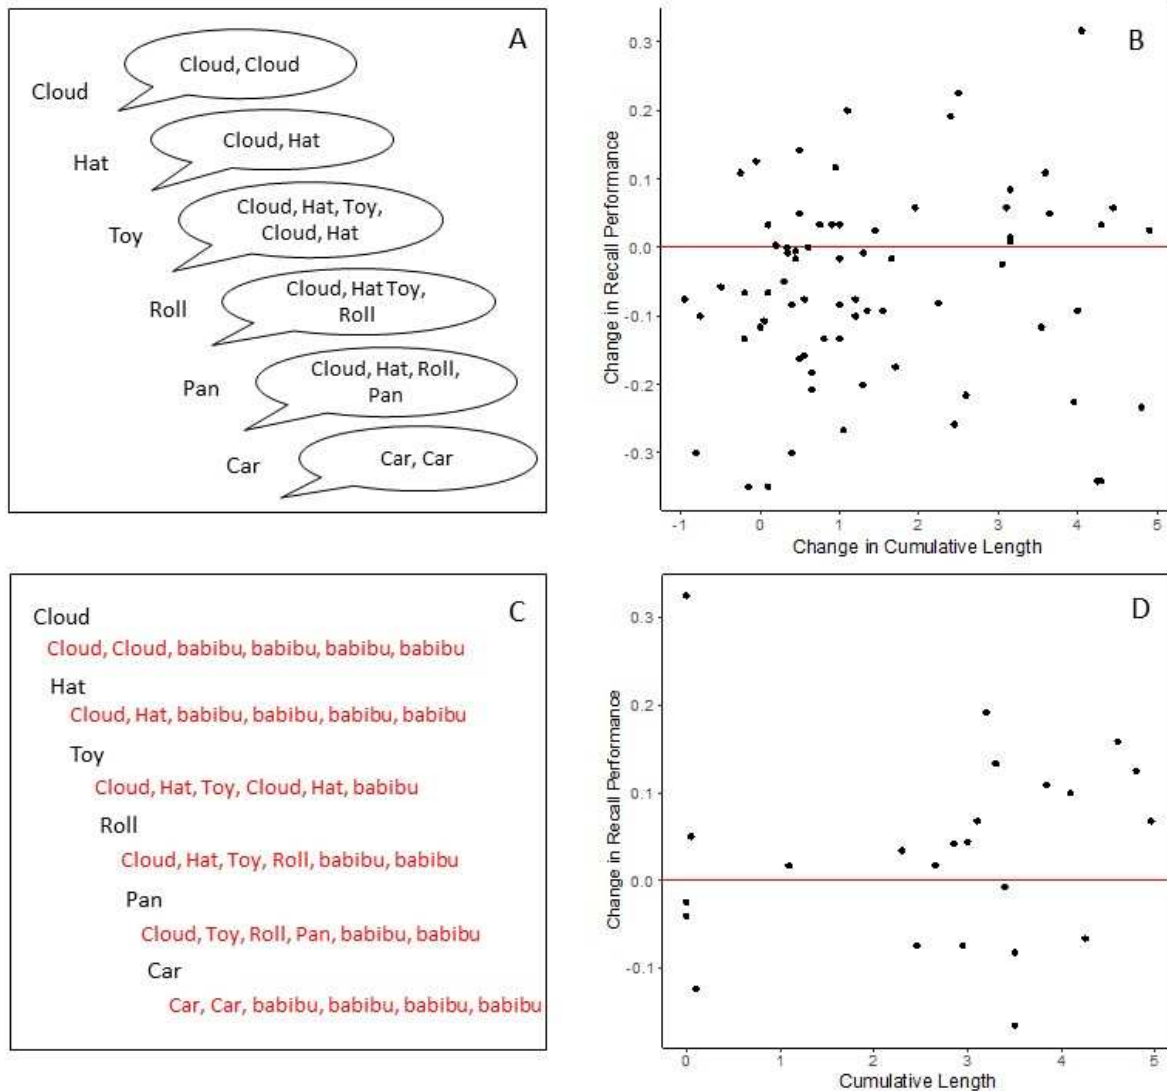 A
Cloud
Cloud, Cloud
Hat
Cloud, Hat
Toy
Cloud, Hat, Toy,
Cloud, Hat
Roll
Cloud, Hat Toy,
Roll
Pan
Cloud, Hat, Roll,
Pan
Car
Car, Car
B
Change in Recall Performance
0.3
0.2
0.1
0.0
-0.1
-0.2
-0.3
-1 0 1 2 3 4 5
Change in Cumulative Length
C
Cloud
Cloud, Cloud, babibu, babibu, babibu, babibu
Hat
Cloud, Hat, babibu, babibu, babibu, babibu
Toy
Cloud, Hat, Toy, Cloud, Hat, babibu
Roll
Cloud, Hat, Toy, Roll, babibu, babibu
Pan
Cloud, Toy, Roll, Pan, babibu, babibu
Car
Car, Car, babibu, babibu, babibu, babibu
D
Change in Recall Performance
0.3
0.2
0.1
0.0
-0.1
0 1 2 3 4 5
Cumulative Length